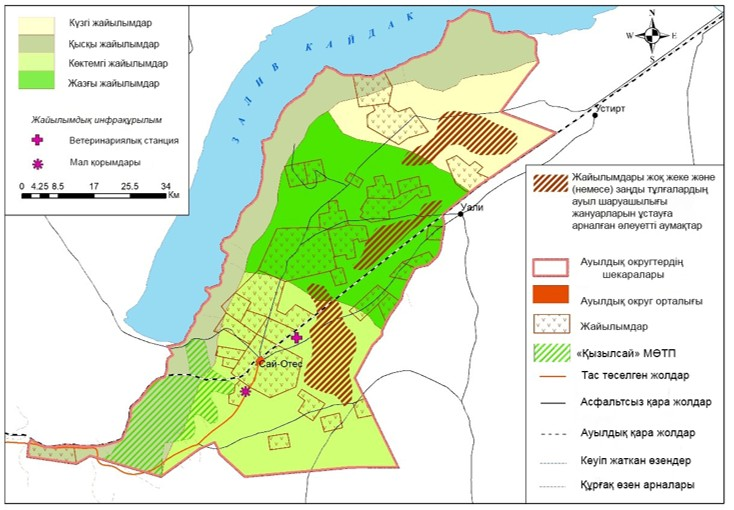 Күзгі жайылымдар
Қысқы жайылымдар
Көктемгі жайылымдар
Жазғы жайылымдар
Жайылымдық инфрақұрылым
Ветеринариялық станция
Мал қорымдары
0 4.25 8.5 17 25.5 34
Км
ЗАЛИВ КАЙДАК
N
W E
S
Устирт
Уали
Сай-Отес
Жайылымдары жоқ жеке және
(немесе) заңды тұлғалардың
ауыл шаруашылығы
жануарларын ұстауға
арналған әлеуетті аумақтар
Ауылдық округтердің
шекаралары
Ауылдық округ орталығы
Жайылымдар
«Қызылсай» МӨТП
Тас төселген жолдар
Асфальтсыз қара жолдар
Ауылдық қара жолдар
Кеуіп жаткан өзендер
Құрғақ өзен арналары